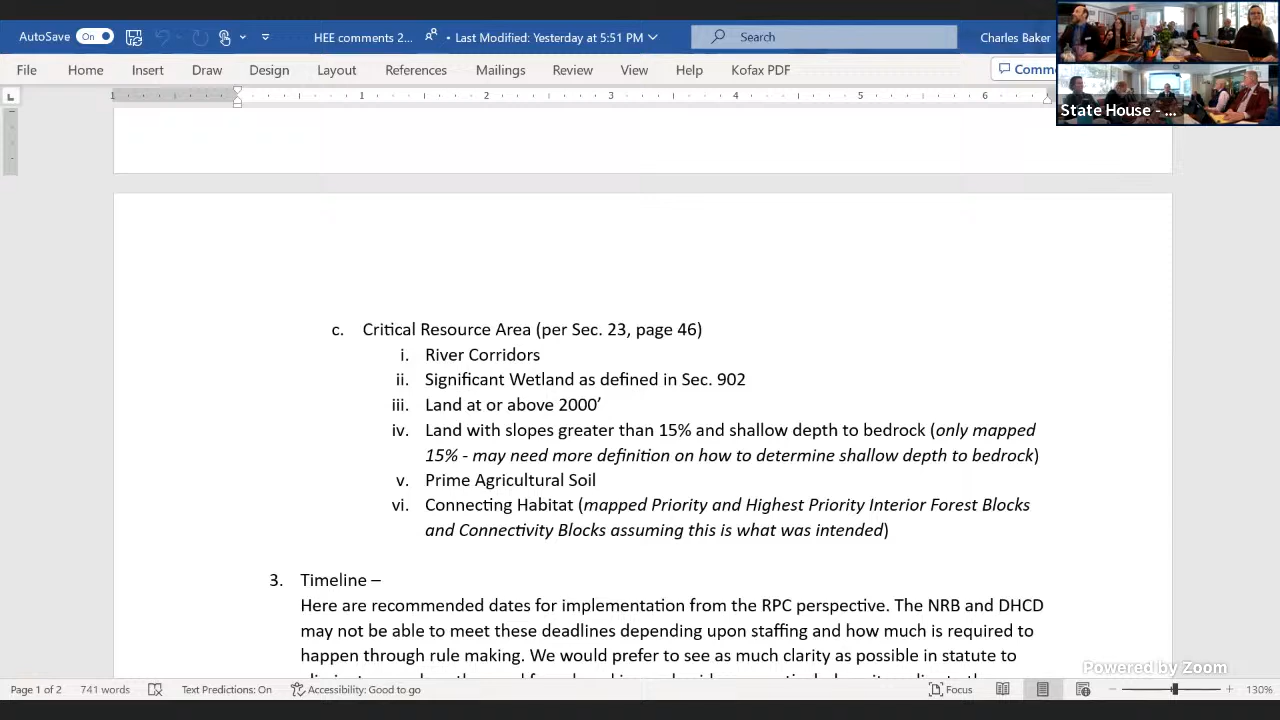 AutoSave On HEE comments 2... • Last Modified: Yesterday at 5:51 PM Search Charles Baker
File Home Insert Draw Design Layout References Mailings Review View Help Kofax PDF
State House - ...
1 1 2 3 4 5 6
c. Critical Resource Area (per Sec. 23, page 46)
i. River Corridors
ii. Significant Wetland as defined in Sec. 902
iii. Land at or above 2000’
iv. Land with slopes greater than 15% and shallow depth to bedrock (only mapped
15% - may need more definition on how to determine shallow depth to bedrock)
v. Prime Agricultural Soil
vi. Connecting Habitat (mapped Priority and Highest Priority Interior Forest Blocks
and Connectivity Blocks assuming this is what was intended)
3. Timeline –
Here are recommended dates for implementation from the RPC perspective. The NRB and DHCD
may not be able to meet these deadlines depending upon staffing and how much is required to
happen through rule making. We would prefer to see as much clarity as possible in statute to
Powered by Zoom
Page 1 of 2 741 words Text Predictions: On Accessibility: Good to go Focus 130%